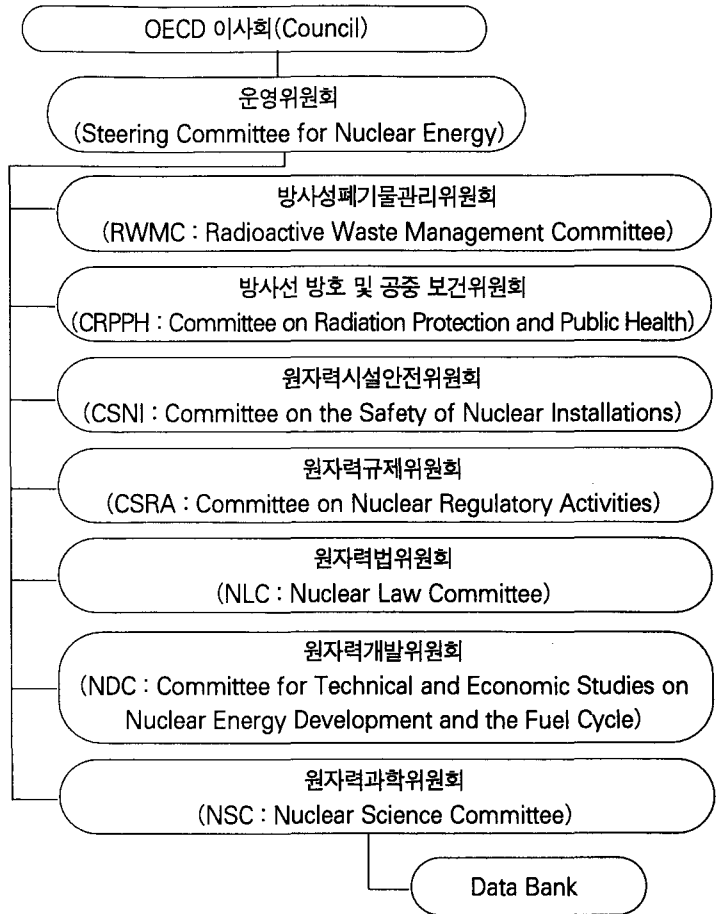 OECD 이사회(Council)
운영위원회
(Steering Committee for Nuclear Energy)
방사성폐기물관리위원회
(RWMC : Radioactive Waste Management Committee)
방사선 방호 및 공중 보건위원회
(CRPPH : Committee on Radiation Protection and Public Health)
원자력시설안전위원회
(CSNI : Committee on the Safety of Nuclear Installations)
원자력규제위원회
(CSRA : Committee on Nuclear Regulatory Activities)
원자력법위원회
(NLC : Nuclear Law Committee)
원자력개발위원회
(NDC : Committee for Technical and Economic Studies on
Nuclear Energy Development and the Fuel Cycle)
원자력과학위원회
(NSC : Nuclear Science Committee)
Data Bank